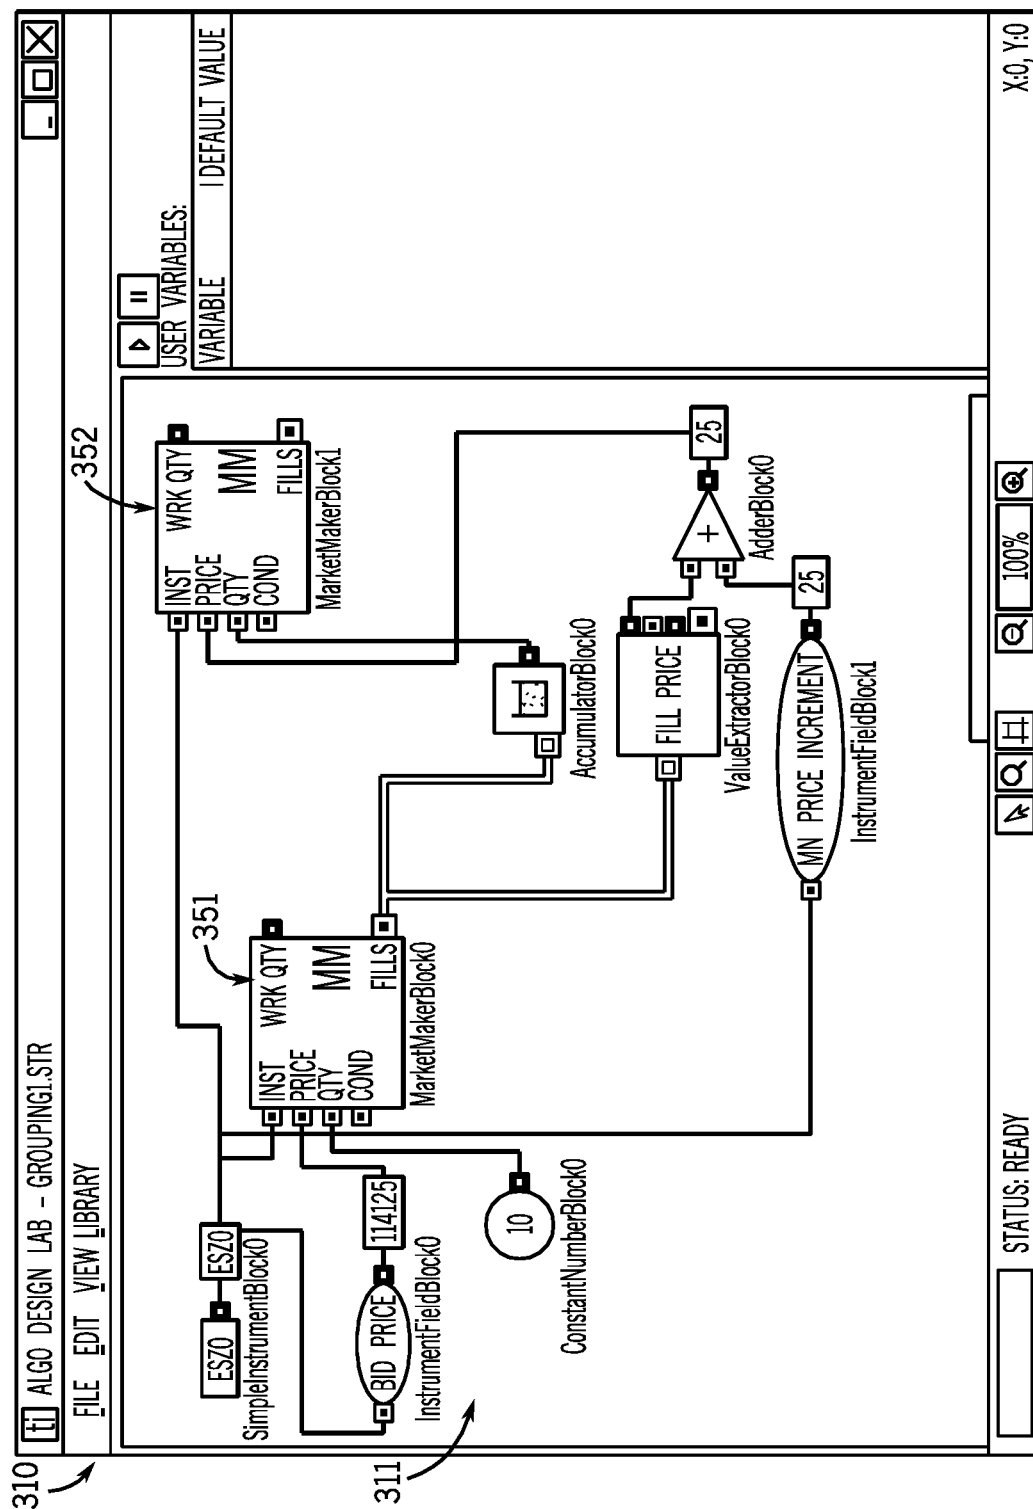 310
ti ALGO DESIGN LAB - GROUPING1.STR
FILE EDIT VIEW LIBRARY
USER VARIABLES:
VARIABLE | DEFAULT VALUE
352
INST
PRICE
QTY
COND
WRK QTY
MM
FILLS
MarketMakerBlock1
351
INST
PRICE
QTY
COND
WRK QTY
MM
FILLS
MarketMakerBlock0
ESZ0
ESZ0
SimpleInstrumentBlock0
BID PRICE
114125
InstrumentFieldBlock0
10
ConstantNumberBlock0
311
AccumulatorBlock0
FILL PRICE
ValueExtractorBlock0
+
25
AdderBlock0
MN PRICE INCREMENT
25
InstrumentFieldBlock1
STATUS: READY
100%
X:0, Y:0